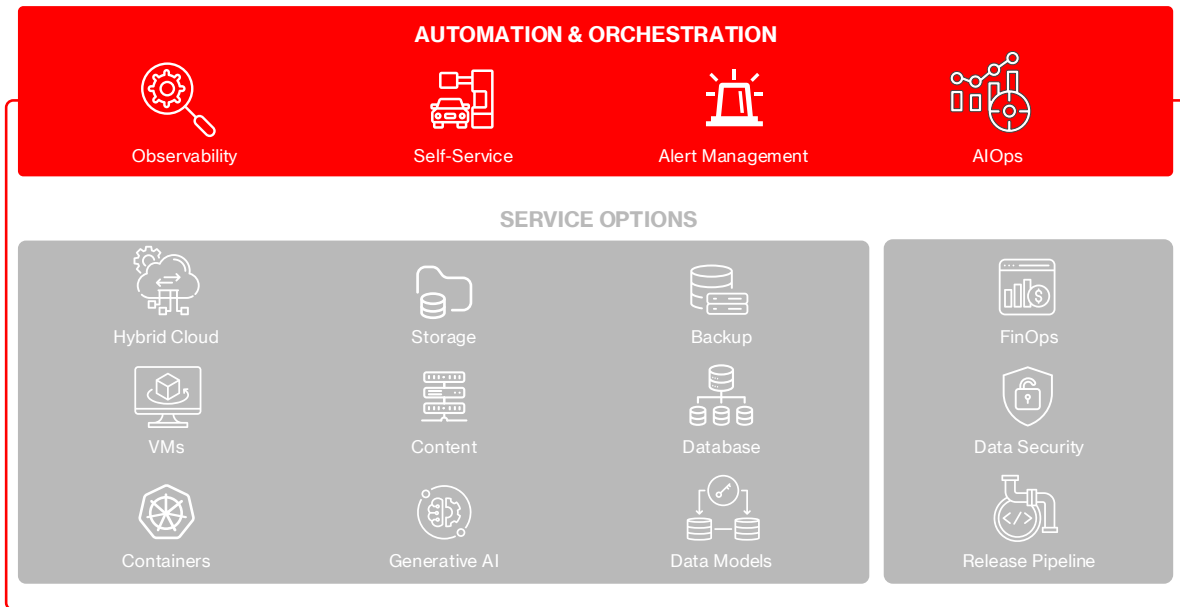 AUTOMATION & ORCHESTRATION
Observability
Self-Service
Alert Management
AIOps
SERVICE OPTIONS
Hybrid Cloud
Storage
Backup
FinOps
VMs
Content
Database
Data Security
Containers
Generative AI
Data Models
Release Pipeline